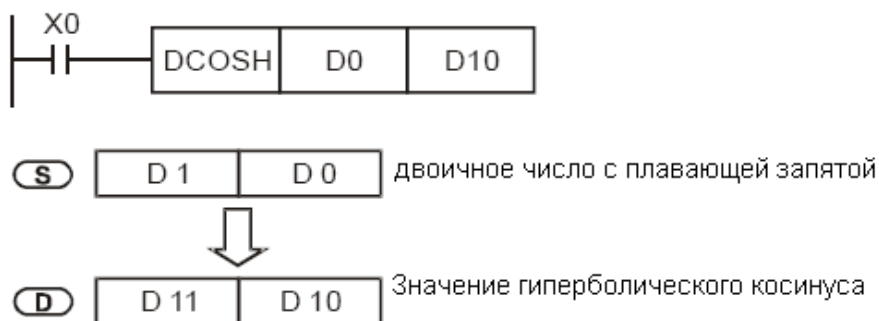 X0
DCOSH D0 D10
S D 1 D 0 двоичное число с плавающей запятой
D D 11 D 10 Значение гиперболического косинуса